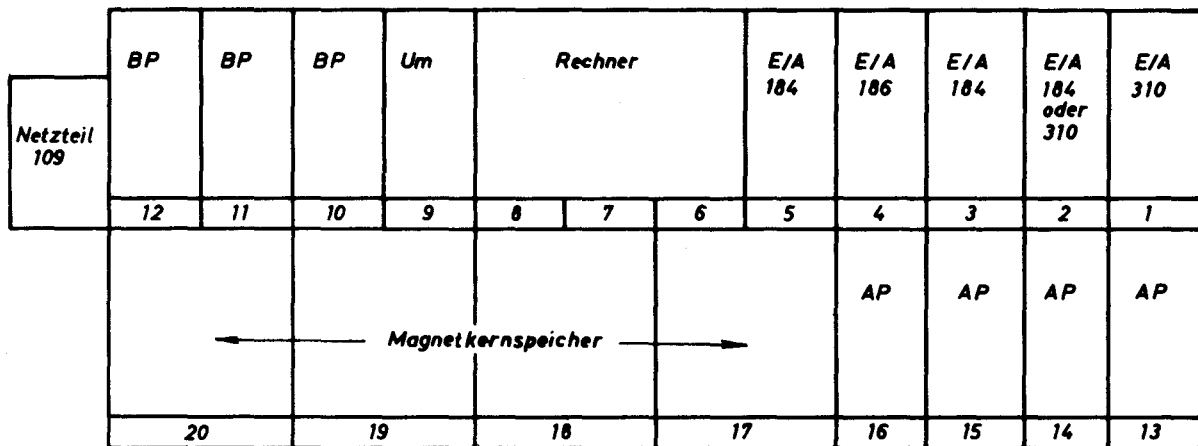 BP BP BP Um Rechner E/A E/A E/A E/A E/A
184 186 184 184 310
oder
310
Netzteil
109
12 11 10 9 8 7 6 5 4 3 2 1
AP AP AP AP
Magnetkernspeicher
20 19 18 17 16 15 14 13